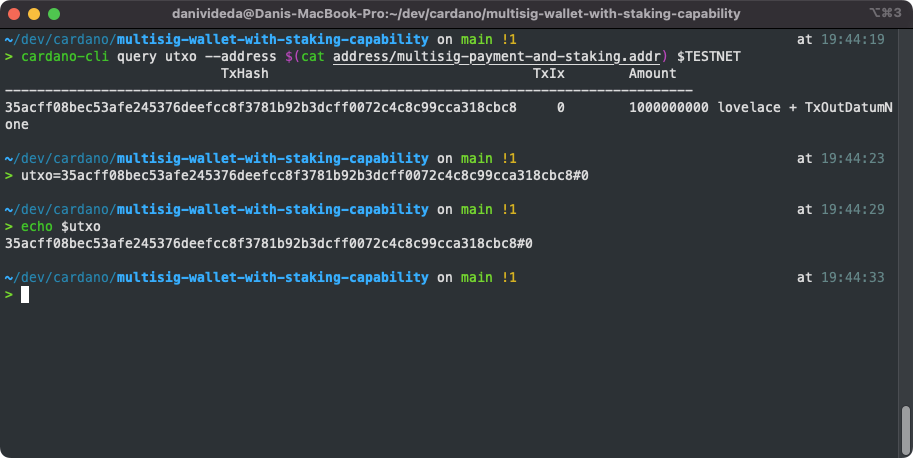 danivideda@Danis-MacBook-Pro:~/dev/cardano/multisig-wallet-with-staking-capability ⌥⌘3
~/dev/cardano/multisig-wallet-with-staking-capability on main !1 at 19:44:19
> cardano-cli query utxo --address $(cat address/multisig-payment-and-staking.addr) $TESTNET
TxHash TxIx Amount
--------------------------------------------------------------------------------------
35acff08bec53afe245376deefcc8f3781b92b3dcff0072c4c8c99cca318cbc8 0 1000000000 lovelace + TxOutDatumN
one
~/dev/cardano/multisig-wallet-with-staking-capability on main !1 at 19:44:23
> utxo=35acff08bec53afe245376deefcc8f3781b92b3dcff0072c4c8c99cca318cbc8#0
~/dev/cardano/multisig-wallet-with-staking-capability on main !1 at 19:44:29
> echo $utxo
35acff08bec53afe245376deefcc8f3781b92b3dcff0072c4c8c99cca318cbc8#0
~/dev/cardano/multisig-wallet-with-staking-capability on main !1 at 19:44:33
>